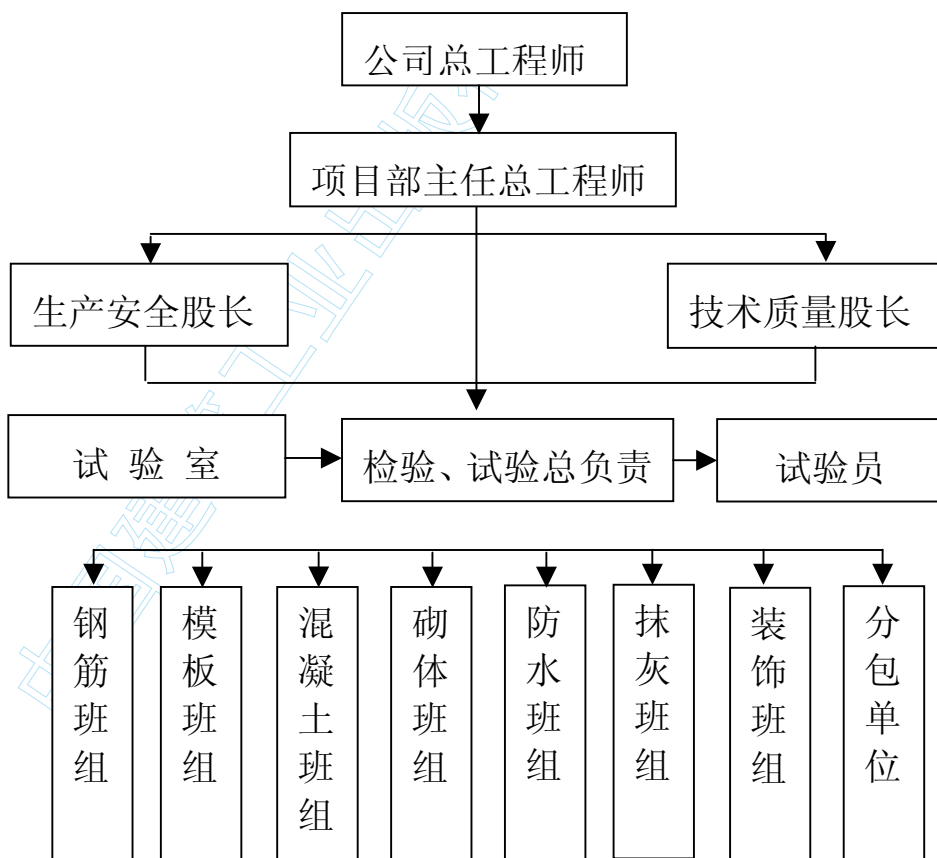 公司总工程师
项目部主任总工程师
生产安全股长
技术质量股长
试 验 室
检验、试验总负责
试验员
钢筋班组
模板班组
混凝土班组
砌体班组
防水班组
抹灰班组
装饰班组
分包单位